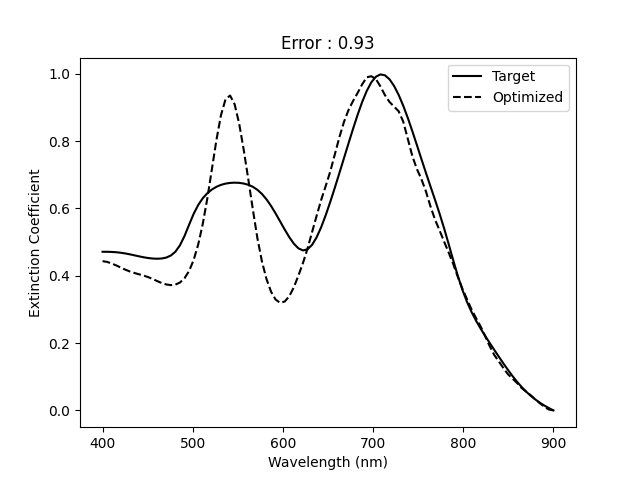 Error : 0.93
Target
Optimized
1.0
0.8
0.6
0.4
0.2
0.0
Extinction Coefficient
400 500 600 700 800 900
Wavelength (nm)